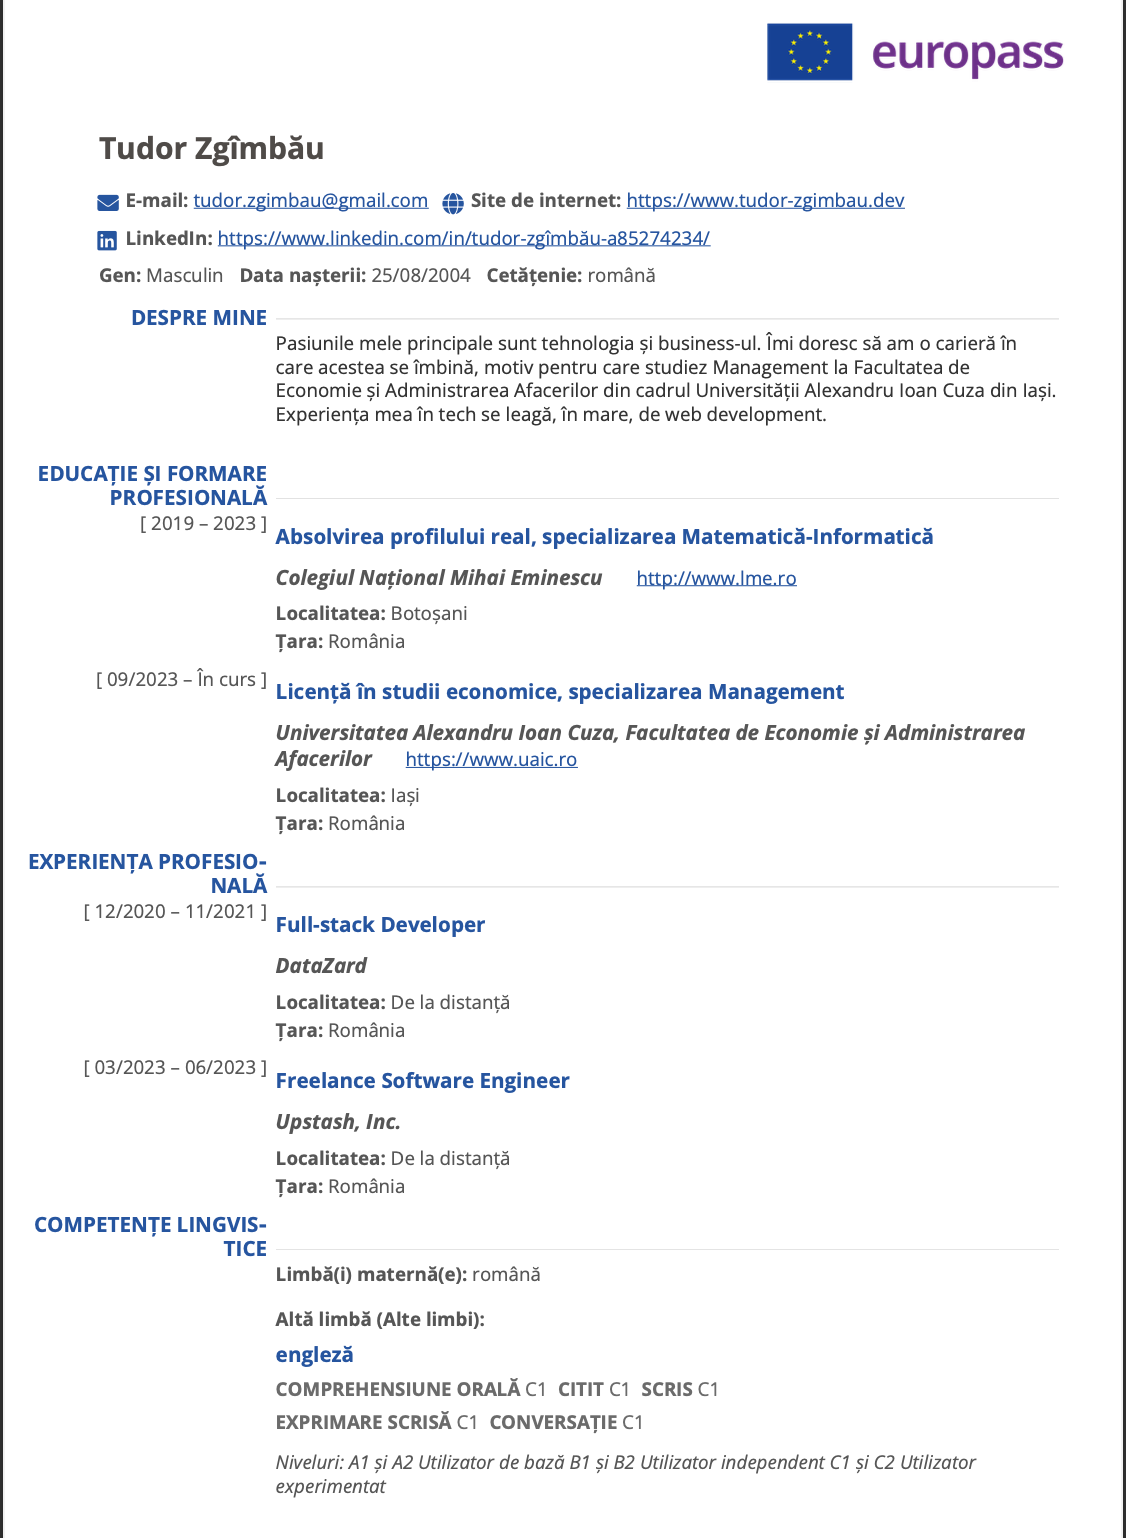 europass
Tudor Zgîmbău
E-mail: tudor.zgimbau@gmail.com Site de internet: https://www.tudor-zgimbau.dev
in LinkedIn: https://www.linkedin.com/in/tudor-zgîmbău-a85274234/
Gen: Masculin Data nașterii: 25/08/2004 Cetățenie: română
DESPRE MINE
Pasiunile mele principale sunt tehnologia și business-ul. Îmi doresc să am o carieră în
care acestea se îmbină, motiv pentru care studiez Management la Facultatea de
Economie și Administrarea Afacerilor din cadrul Universității Alexandru Ioan Cuza din Iași.
Experiența mea în tech se leagă, în mare, de web development.
EDUCAȚIE ȘI FORMARE
PROFESIONALĂ
[ 2019 – 2023 ]
Absolvirea profilului real, specializarea Matematică-Informatică
Colegiul Național Mihai Eminescu http://www.lme.ro
Localitatea: Botoșani
Țara: România
[ 09/2023 – În curs ]
Licență în studii economice, specializarea Management
Universitatea Alexandru Ioan Cuza, Facultatea de Economie și Administrarea
Afacerilor https://www.uaic.ro
Localitatea: Iași
Țara: România
EXPERIENȚA PROFESIO-
NALĂ
[ 12/2020 – 11/2021 ]
Full-stack Developer
DataZard
Localitatea: De la distanță
Țara: România
[ 03/2023 – 06/2023 ]
Freelance Software Engineer
Upstash, Inc.
Localitatea: De la distanță
Țara: România
COMPETENȚE LINGVIS-
TICE
Limbă(i) maternă(e): română
Altă limbă (Alte limbi):
engleză
COMPREHENSIUNE ORALĂ C1 CITIT C1 SCRIS C1
EXPRIMARE SCRISĂ C1 CONVERSAȚIE C1
Niveluri: A1 și A2 Utilizator de bază B1 și B2 Utilizator independent C1 și C2 Utilizator
experimentat